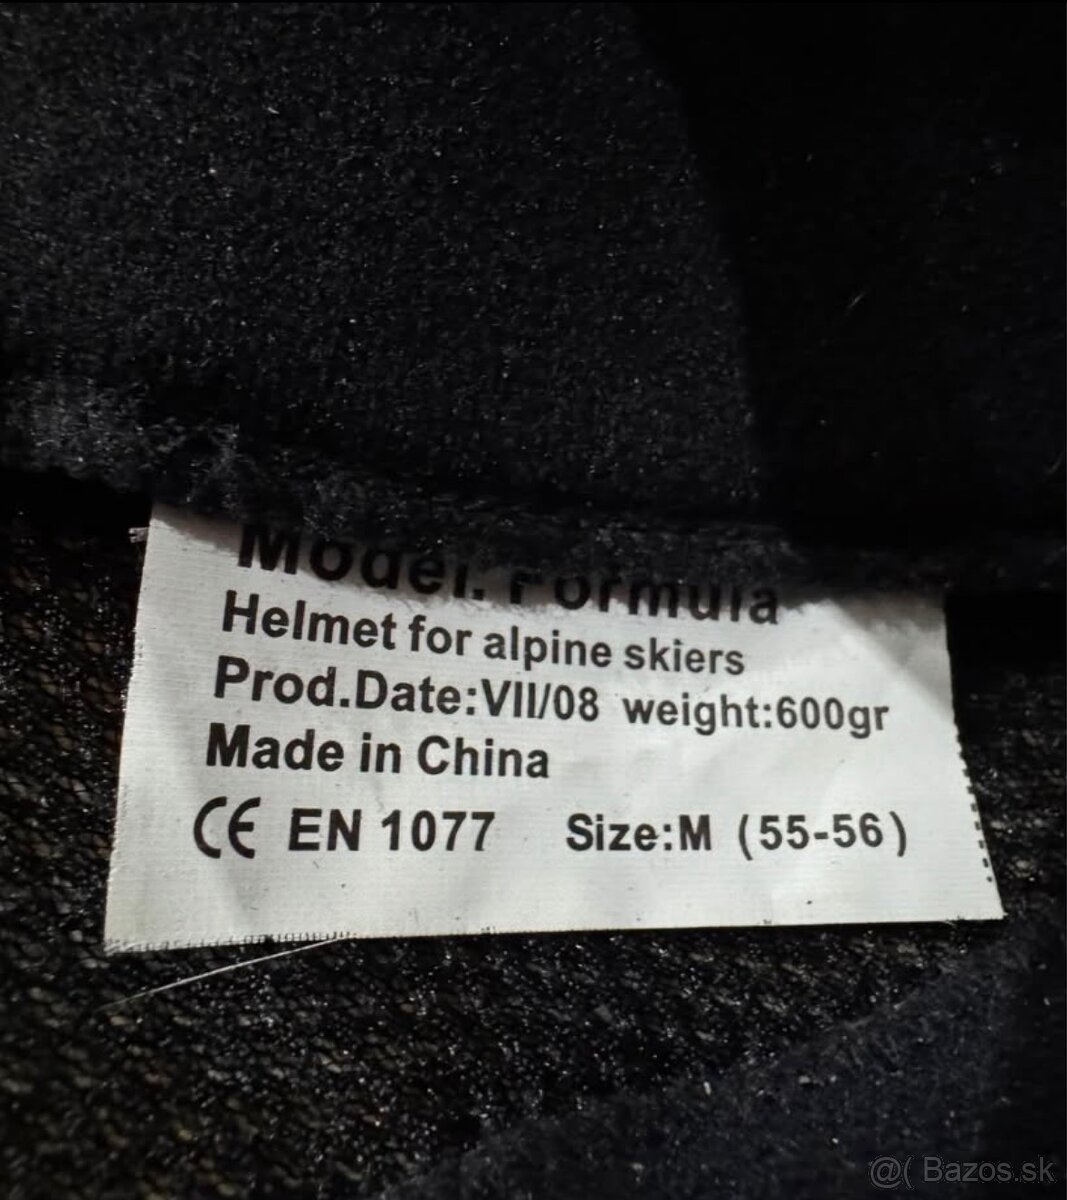 Model: Formula
Helmet for alpine skiers
Prod.Date:VII/08 weight:600gr
Made in China
CE EN 1077 Size:M (55-56)
@( Bazos.sk